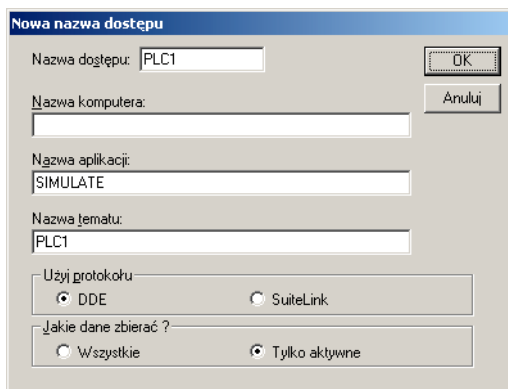 Nowa nazwa dostępu
Nazwa dostępu: PLC1
OK
Anuluj
Nazwa komputera:
Nazwa aplikacji:
SIMULATE
Nazwa tematu:
PLC1
Użyj protokołu
DDE SuiteLink
Jakie dane zbierać ?
Wszystkie Tylko aktywne